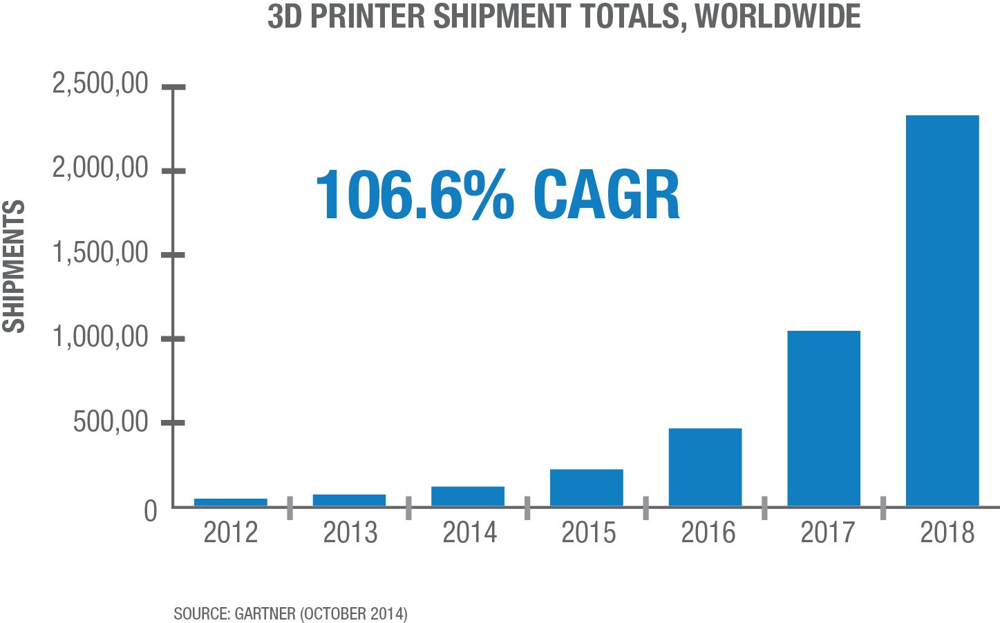 3D PRINTER SHIPMENT TOTALS, WORLDWIDE
2,500,00
2,000,00
106.6% CAGR
1,500,00
SHIPMENTS
1,000,00
500,00
0
2012 2013 2014 2015 2016 2017 2018
SOURCE: GARTNER (OCTOBER 2014)